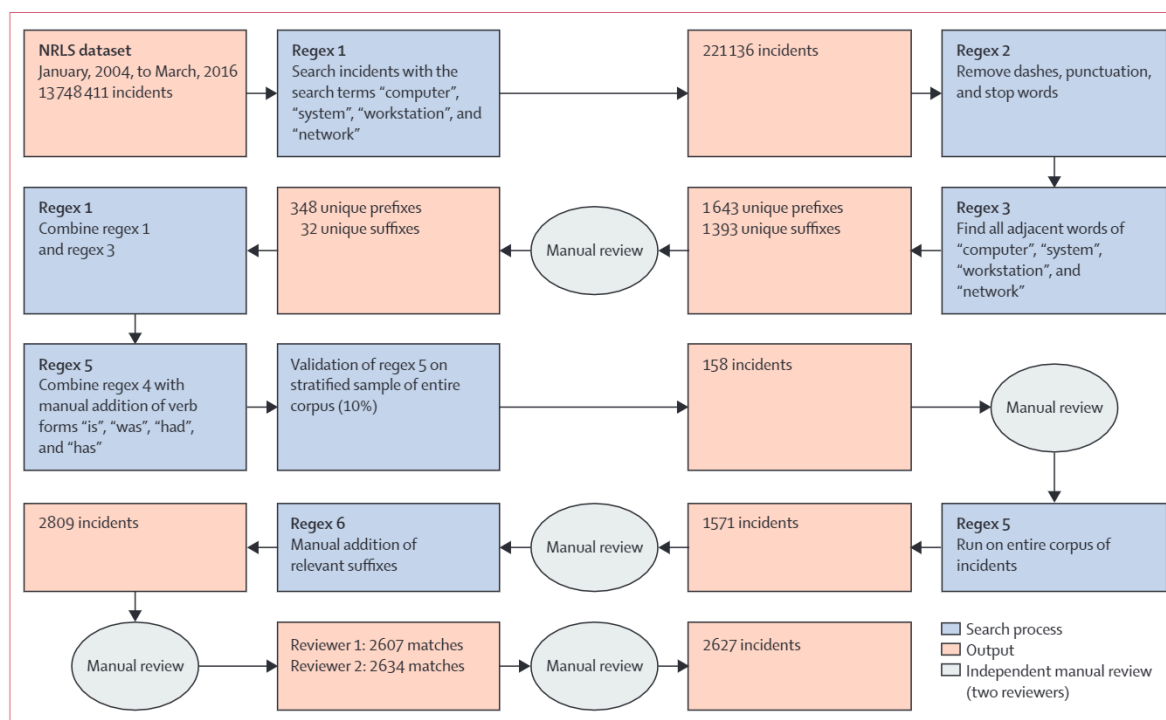 NRLS dataset
January, 2004, to March, 2016
13 748 411 incidents
Regex 1
Search incidents with the
search terms “computer”,
“system”, “workstation”, and
“network”
221 136 incidents
Regex 2
Remove dashes, punctuation,
and stop words
Regex 3
Find all adjacent words of
“computer”, “system”,
“workstation”, and
“network”
1 643 unique prefixes
1393 unique suffixes
Manual review
348 unique prefixes
32 unique suffixes
Regex 1
Combine regex 1
and regex 3
Regex 5
Combine regex 4 with
manual addition of verb
forms “is”, “was”, “had”,
and “has”
Validation of regex 5 on
stratified sample of entire
corpus (10%)
158 incidents
Manual review
Regex 5
Run on entire corpus of
incidents
1571 incidents
Manual review
Regex 6
Manual addition of
relevant suffixes
2809 incidents
Manual review
Reviewer 1: 2607 matches
Reviewer 2: 2634 matches
Manual review
2627 incidents
Search process
Output
Independent manual review
(two reviewers)